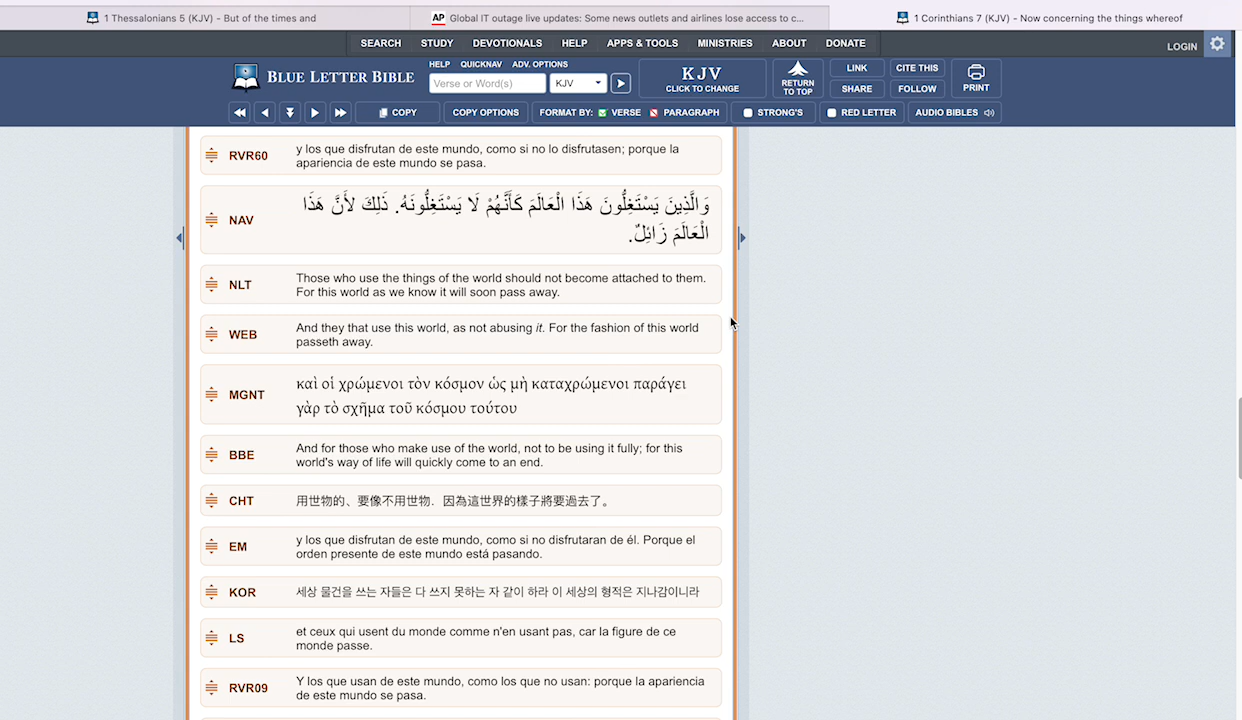 1 Thessalonians 5 (KJV) - But of the times and
AP Global IT outage live updates: Some news outlets and airlines lose access to c...
1 Corinthians 7 (KJV) - Now concerning the things whereof
SEARCH STUDY DEVOTIONALS HELP APPS & TOOLS MINISTRIES ABOUT DONATE
LOGIN
BLUE LETTER BIBLE
HELP QUICKNAV ADV. OPTIONS
Verse or Word(s) KJV
KJV
CLICK TO CHANGE
RETURN
TO TOP
LINK CITE THIS
SHARE FOLLOW
PRINT
COPY COPY OPTIONS FORMAT BY: VERSE PARAGRAPH STRONG'S RED LETTER AUDIO BIBLES
RVR60
y los que disfrutan de este mundo, como si no lo disfrutasen; porque la
apariencia de este mundo se pasa.
NAV
وَالَّذِينَ يَسْتَغِلُّونَ هَذَا الْعَالَمَ كَأَنَّهُمْ لَا يَسْتَغِلُّونَهُ. ذَلِكَ لأَنَّ هَذَا
الْعَالَمَ زَائِلٌ.
NLT
Those who use the things of the world should not become attached to them.
For this world as we know it will soon pass away.
WEB
And they that use this world, as not abusing it. For the fashion of this world
passeth away.
MGNT
καὶ οἱ χρώμενοι τὸν κόσμον ὡς μὴ καταχρώμενοι παράγει
γὰρ τὸ σχῆμα τοῦ κόσμου τούτου
BBE
And for those who make use of the world, not to be using it fully; for this
world's way of life will quickly come to an end.
CHT
用世物的、要像不用世物．因為這世界的樣子將要過去了。
EM
y los que disfrutan de este mundo, como si no disfrutaran de él. Porque el
orden presente de este mundo está pasando.
KOR
세상 물건을 쓰는 자들은 다 쓰지 못하는 자 같이 하라 이 세상의 형적은 지나감이니라
LS
et ceux qui usent du monde comme n'en usant pas, car la figure de ce
monde passe.
RVR09
Y los que usan de este mundo, como los que no usan: porque la apariencia
de este mundo se pasa.